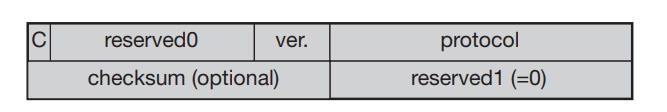 C reserved0 ver. protocol
checksum (optional) reserved1 (=0)